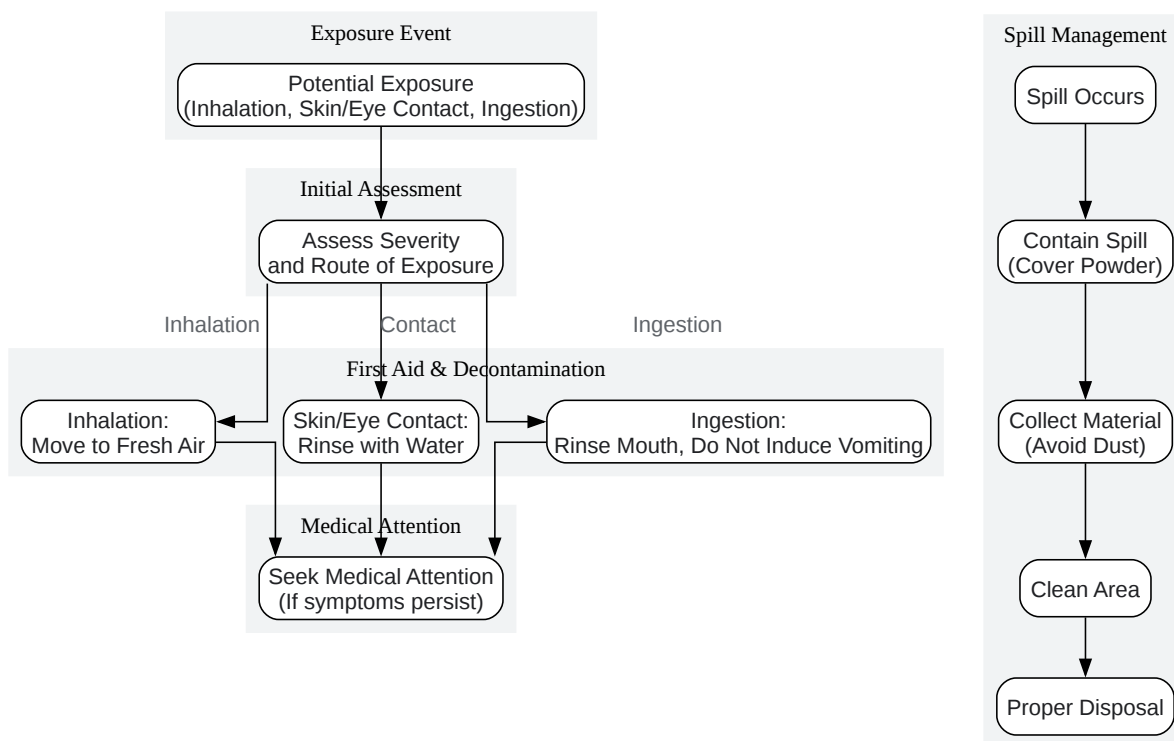 Exposure Event
Potential Exposure
(Inhalation, Skin/Eye Contact, Ingestion)
Initial Assessment
Assess Severity
and Route of Exposure
Inhalation
Contact
Ingestion
First Aid & Decontamination
Inhalation:
Move to Fresh Air
Skin/Eye Contact:
Rinse with Water
Ingestion:
Rinse Mouth, Do Not Induce Vomiting
Medical Attention
Seek Medical Attention
(If symptoms persist)
Spill Management
Spill Occurs
Contain Spill
(Cover Powder)
Collect Material
(Avoid Dust)
Clean Area
Proper Disposal